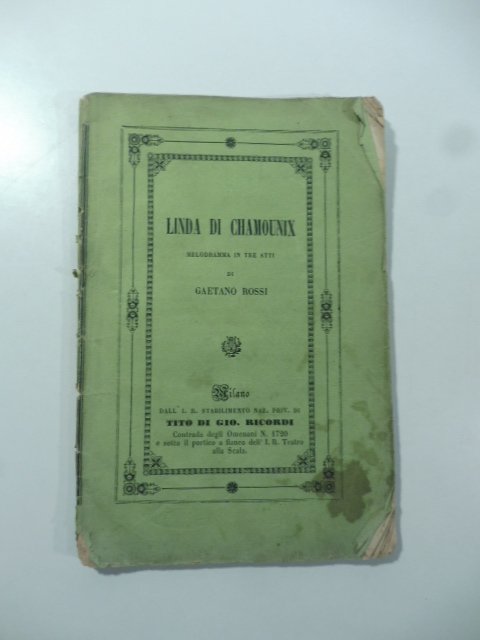 LINDA DI CHAMOUNIX
MELODRAMMA IN TRE ATTI
DI
GAETANO ROSSI
Milano
DALL' I. R. STABILIMENTO NAZ. PRIV. DI
TITO DI GIO. RICORDI
Contrada degli Omenoni N. 1720
e sotto il portico a fianco dell' I. R. Teatro
alla Scala.